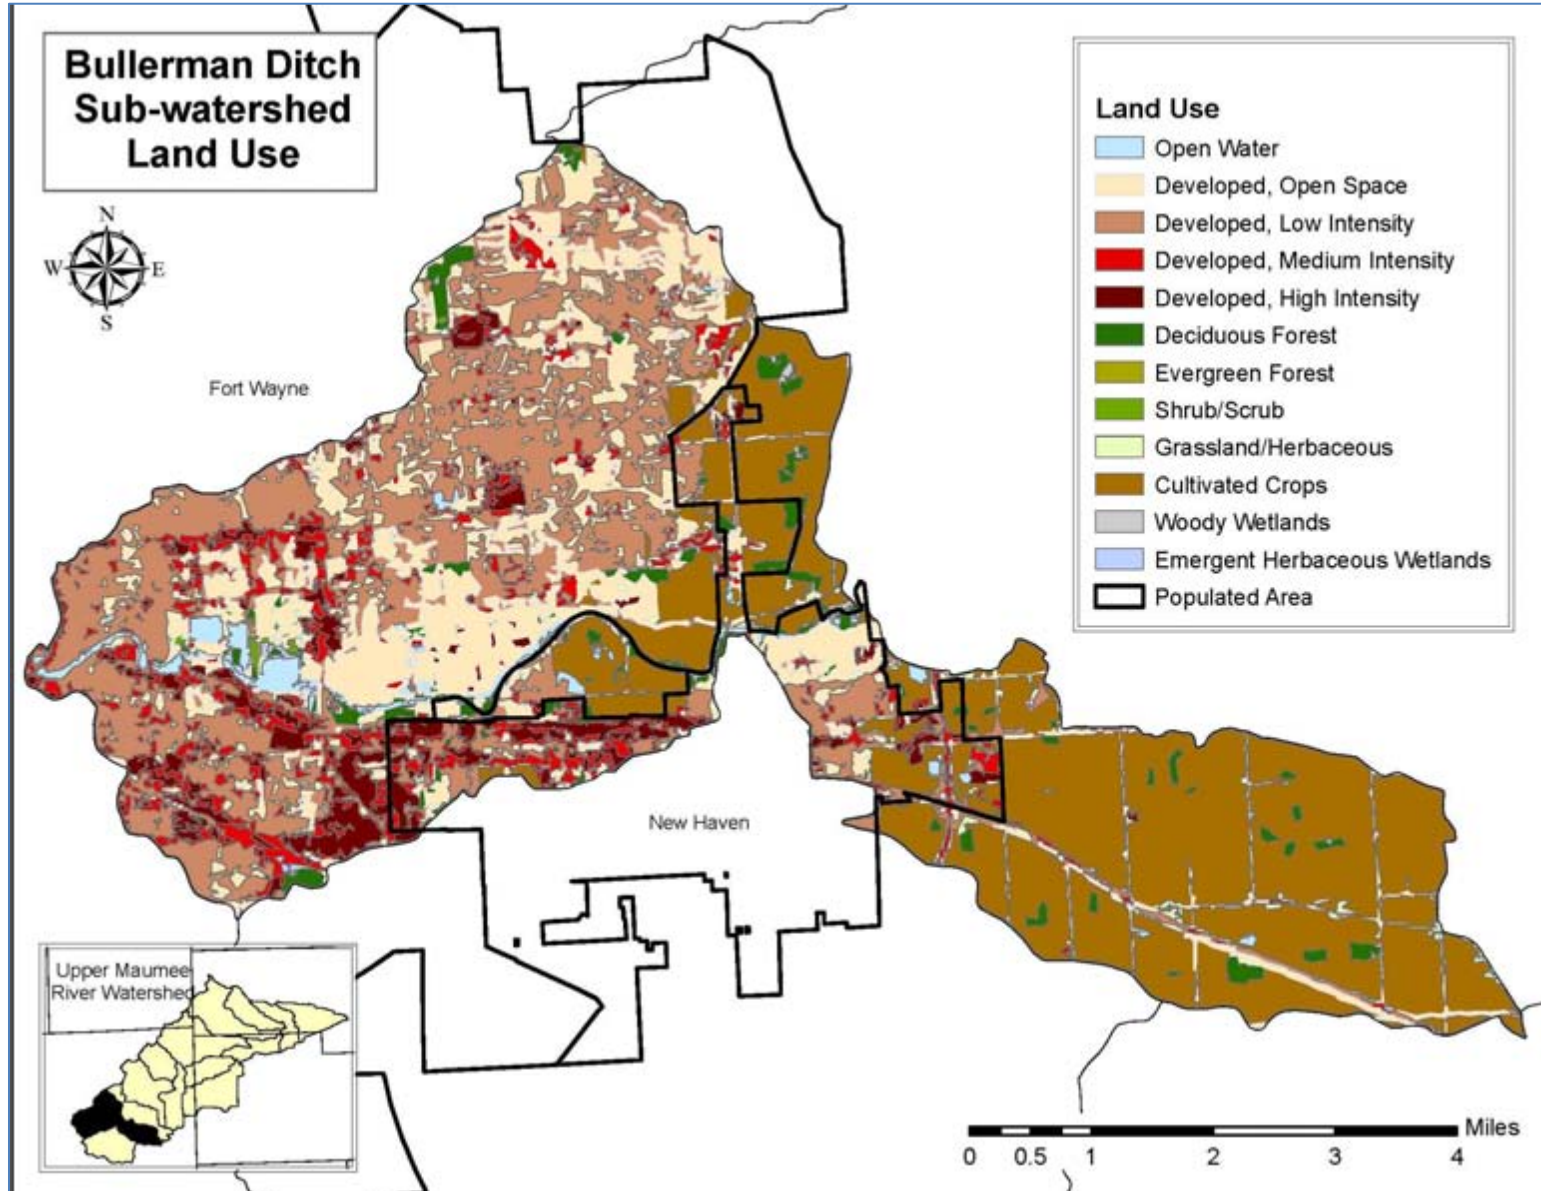 Bullerman Ditch
Sub-watershed
Land Use
N
W
E
S
Fort Wayne
New Haven
Land Use
Open Water
Developed, Open Space
Developed, Low Intensity
Developed, Medium Intensity
Developed, High Intensity
Deciduous Forest
Evergreen Forest
Shrub/Scrub
Grassland/Herbaceous
Cultivated Crops
Woody Wetlands
Emergent Herbaceous Wetlands
Populated Area
Upper Maumee
River Watershed
Miles
0 0.5 1 2 3 4